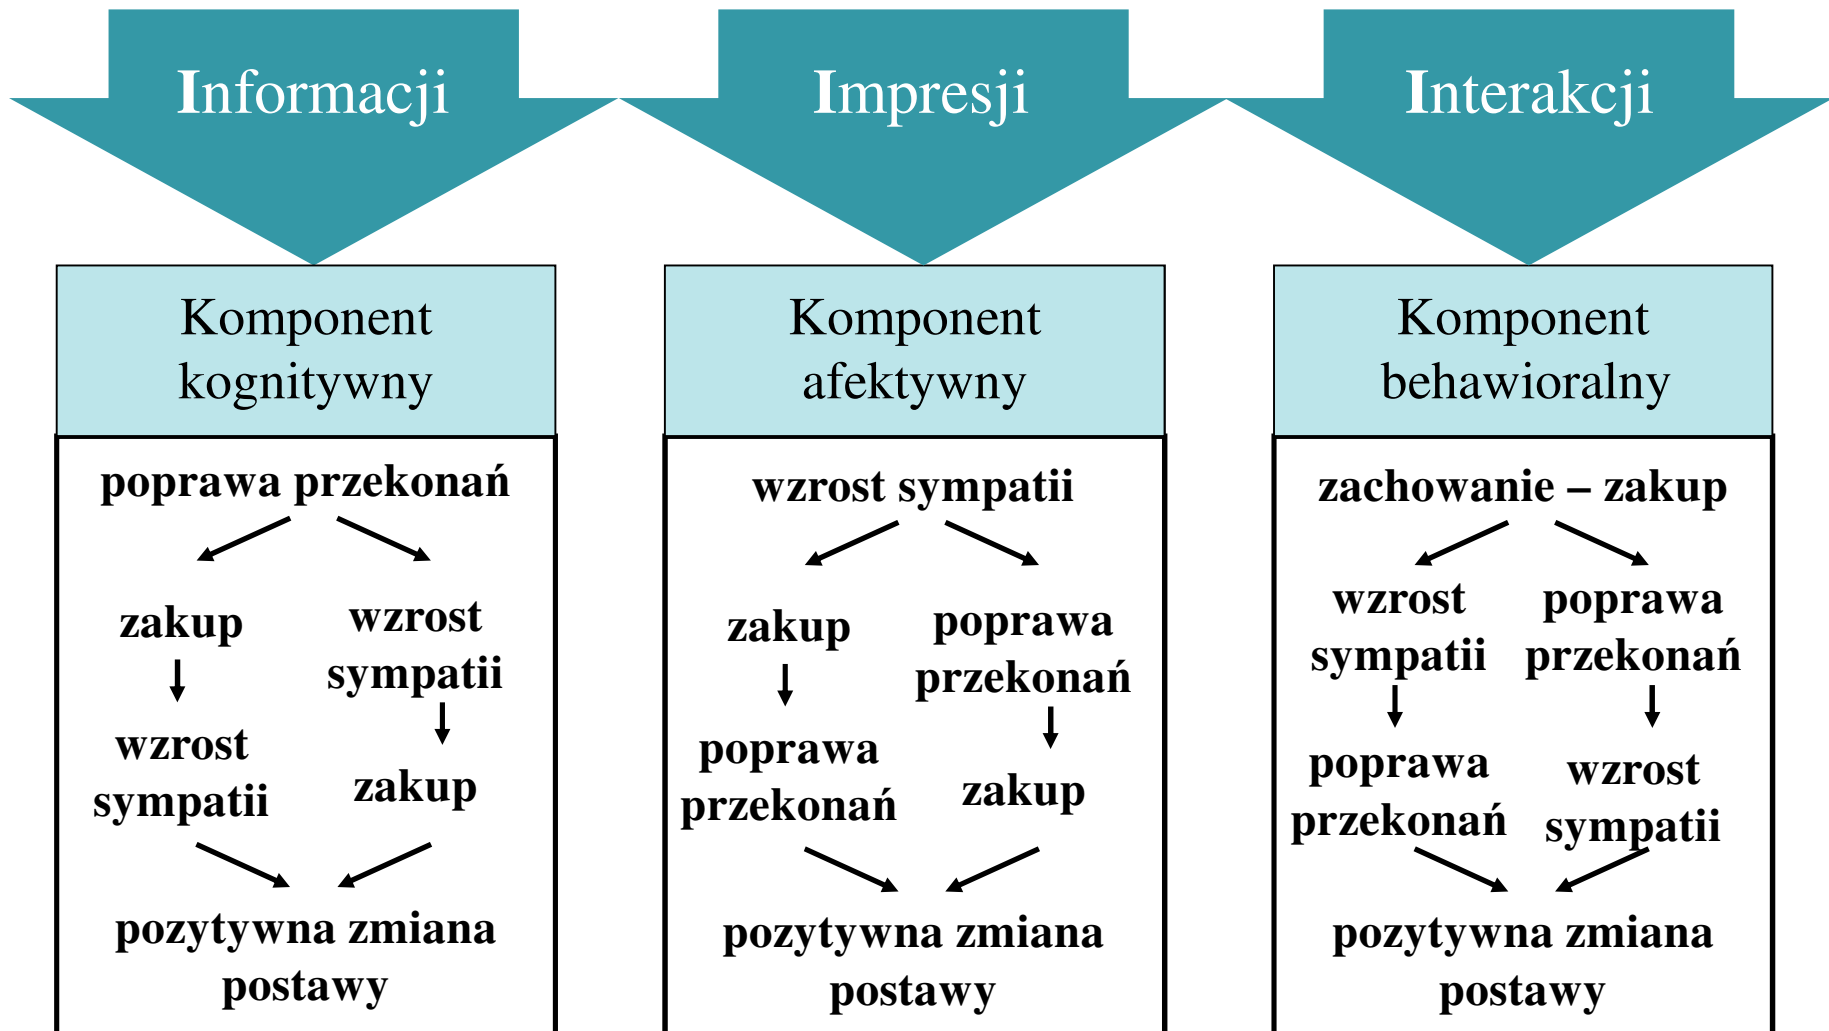 Informacji
Impresji
Interakcji
Komponent
kognitywny
poprawa przekonań
zakup
wzrost
sympatii
wzrost
sympatii
zakup
pozytywna zmiana
postawy
Komponent
afektywny
wzrost sympatii
zakup
poprawa
przekonań
poprawa
przekonań
zakup
pozytywna zmiana
postawy
Komponent
behawioralny
zachowanie – zakup
wzrost
sympatii
poprawa
przekonań
poprawa
przekonań
wzrost
sympatii
pozytywna zmiana
postawy